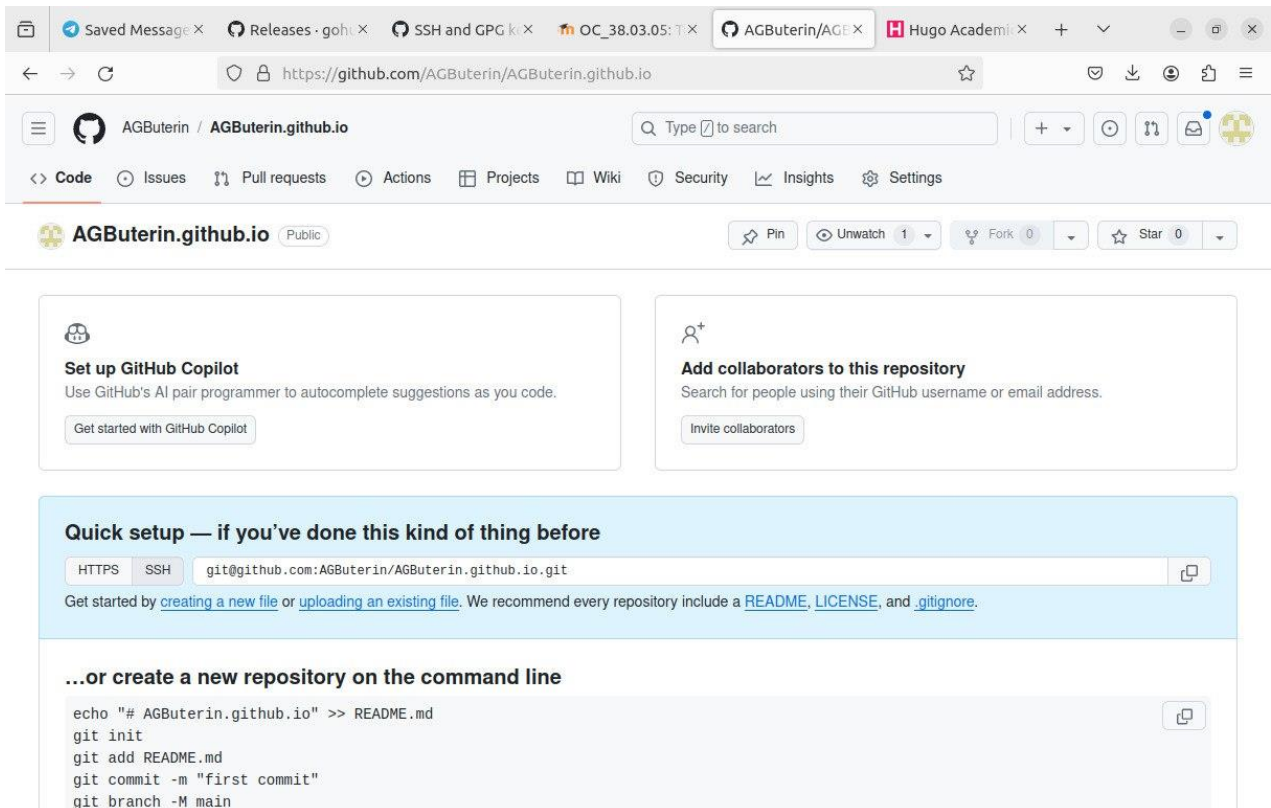 Saved Message Releases · gohu SSH and GPG k OC_38.03.05: T AGButerin/AGB Hugo Academi
https://github.com/AGButerin/AGButerin.github.io
AGButerin / AGButerin.github.io Type / to search
Code Issues Pull requests Actions Projects Wiki Security Insights Settings
AGButerin.github.io Public Pin Unwatch 1 Fork 0 Star 0
Set up GitHub Copilot
Use GitHub's AI pair programmer to autocomplete suggestions as you code.
Get started with GitHub Copilot
Add collaborators to this repository
Search for people using their GitHub username or email address.
Invite collaborators
Quick setup — if you've done this kind of thing before
HTTPS SSH git@github.com:AGButerin/AGButerin.github.io.git
Get started by creating a new file or uploading an existing file. We recommend every repository include a README, LICENSE, and .gitignore.
…or create a new repository on the command line
echo "# AGButerin.github.io" >> README.md
git init
git add README.md
git commit -m "first commit"
git branch -M main